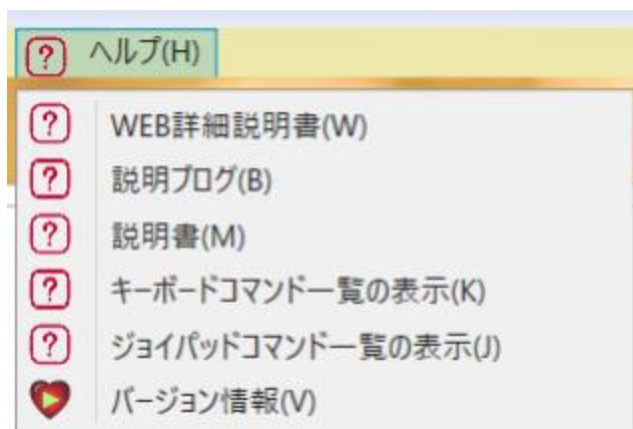 ヘルプ(H)
WEB詳細説明書(W)
説明ブログ(B)
説明書(M)
キーボードコマンド一覧の表示(K)
ジョイパッドコマンド一覧の表示(J)
バージョン情報(V)